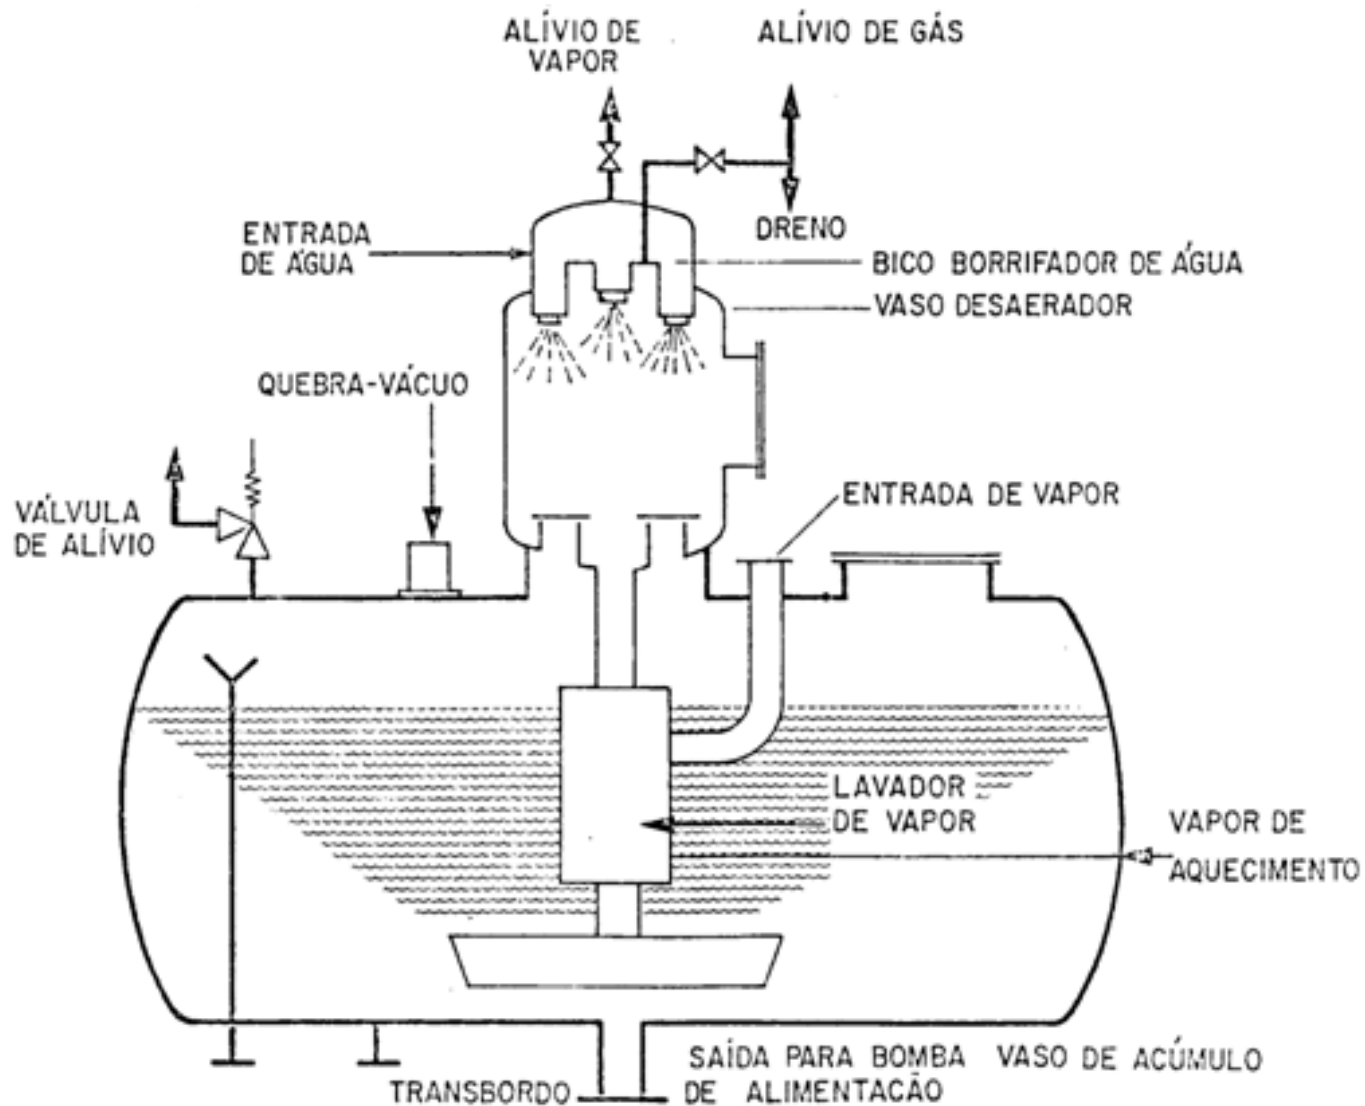 ALÍVIO DE
VAPOR
ALÍVIO DE GÁS
DRENO
ENTRADA
DE ÁGUA
BICO BORRIFADOR DE ÁGUA
VASO DESAERADOR
QUEBRA-VÁCUO
ENTRADA DE VAPOR
VÁLVULA
DE ALÍVIO
LAVADOR
DE VAPOR
VAPOR DE
AQUECIMENTO
SAÍDA PARA BOMBA
DE ALIMENTACÃO
VASO DE ACÚMULO
TRANSBORDO